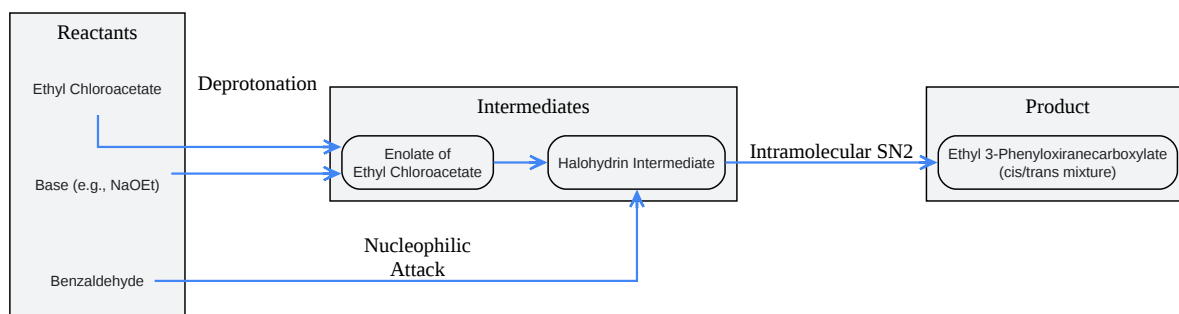 Reactants
Ethyl Chloroacetate
Base (e.g., NaOEt)
Benzaldehyde
Deprotonation
Intermediates
Enolate of
Ethyl Chloroacetate
Halohydrin Intermediate
Nucleophilic
Attack
Intramolecular SN2
Product
Ethyl 3-Phenyloxiranecarboxylate
(cis/trans mixture)